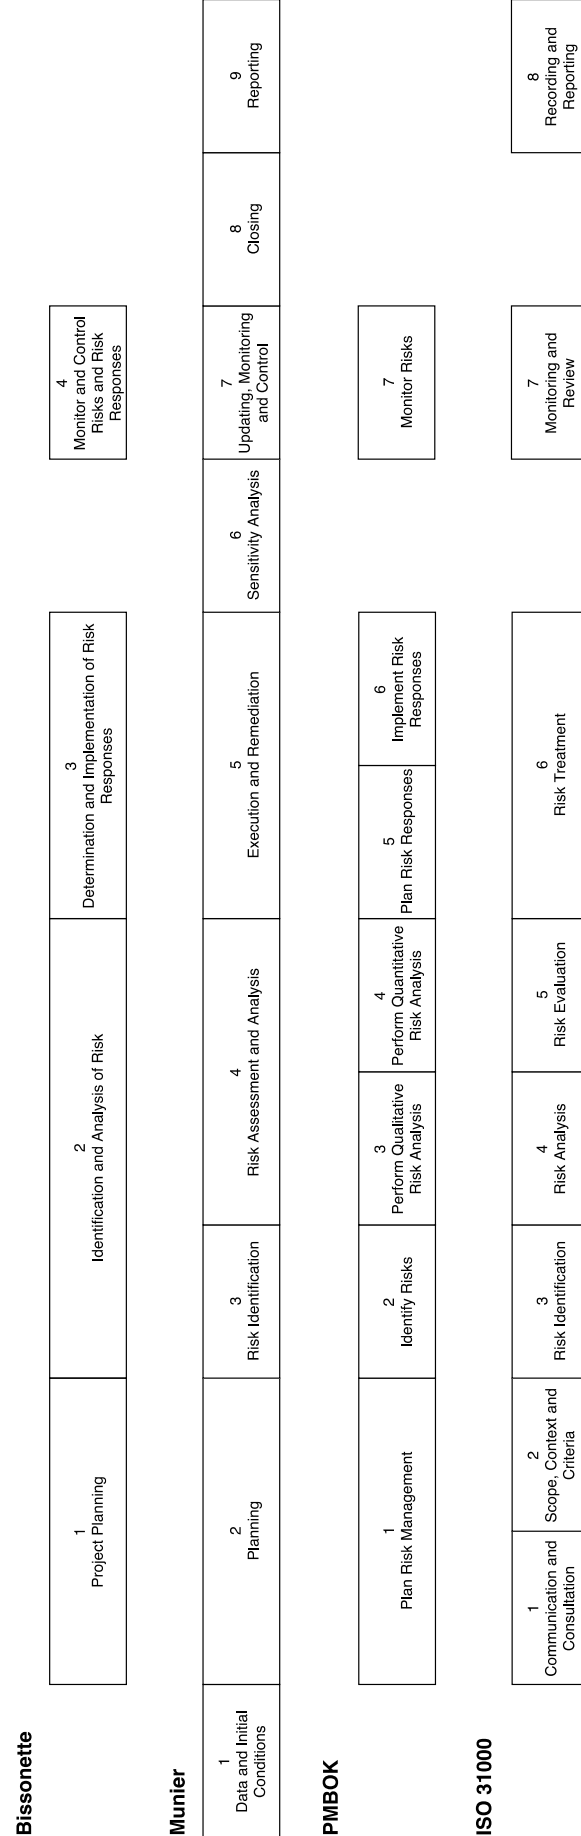 Bissonette
1
Project Planning
2
Identification and Analysis of Risk
3
Determination and Implementation of Risk
Responses
4
Monitor and Control
Risks and Risk
Responses
Munier
1
Data and Initial
Conditions
2
Planning
3
Risk Identification
4
Risk Assessment and Analysis
5
Execution and Remediation
6
Sensitivity Analysis
7
Updating, Monitoring
and Control
8
Closing
9
Reporting
PMBOK
1
Plan Risk Management
2
Identify Risks
3
Perform Qualitative
Risk Analysis
4
Perform Quantitative
Risk Analysis
5
Plan Risk Responses
6
Implement Risk
Responses
7
Monitor Risks
ISO 31000
1
Communication and
Consultation
2
Scope, Context and
Criteria
3
Risk Identification
4
Risk Analysis
5
Risk Evaluation
6
Risk Treatment
7
Monitoring and
Review
8
Recording and
Reporting